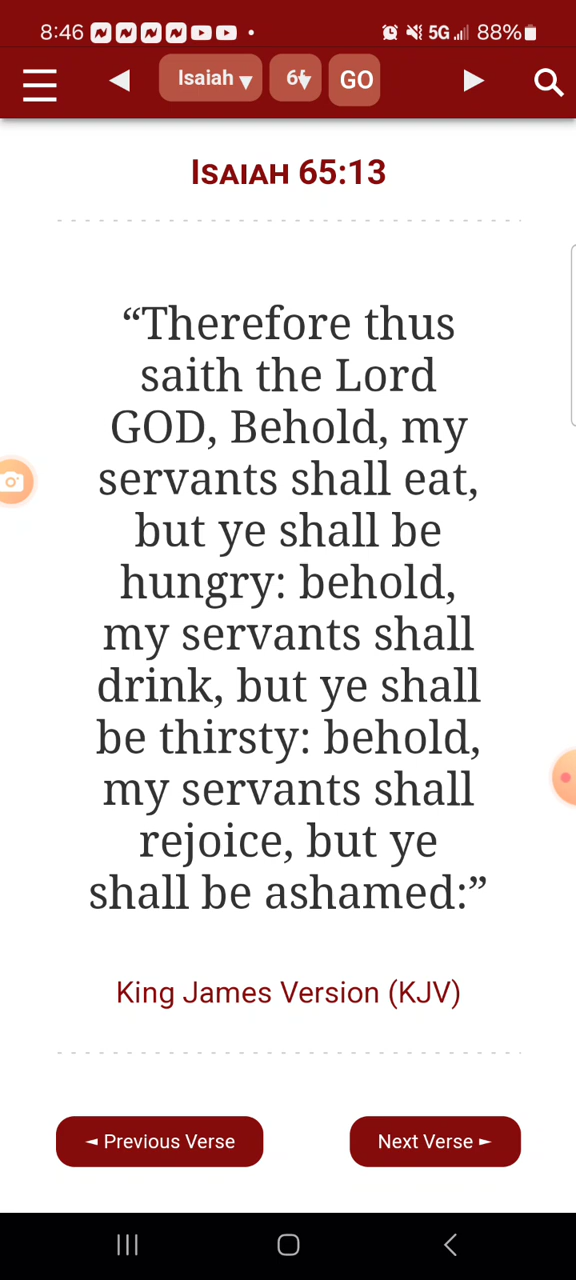 8:46 5G 88%
Isaiah ▾ GO
ISAIAH 65:13
“Therefore thus
saith the Lord
GOD, Behold, my
servants shall eat,
but ye shall be
hungry: behold,
my servants shall
drink, but ye shall
be thirsty: behold,
my servants shall
rejoice, but ye
shall be ashamed:”
King James Version (KJV)
◄ Previous Verse Next Verse ►